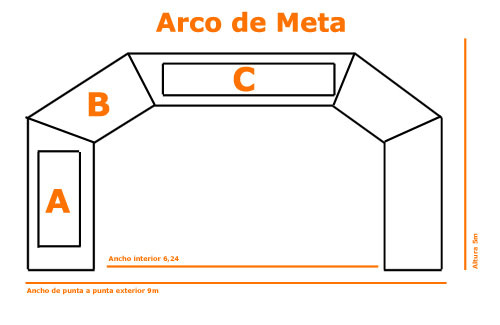 Arco de Meta
C
B
A
Altura 5m
Ancho interior 6,24
Ancho de punta a punta exterior 9m